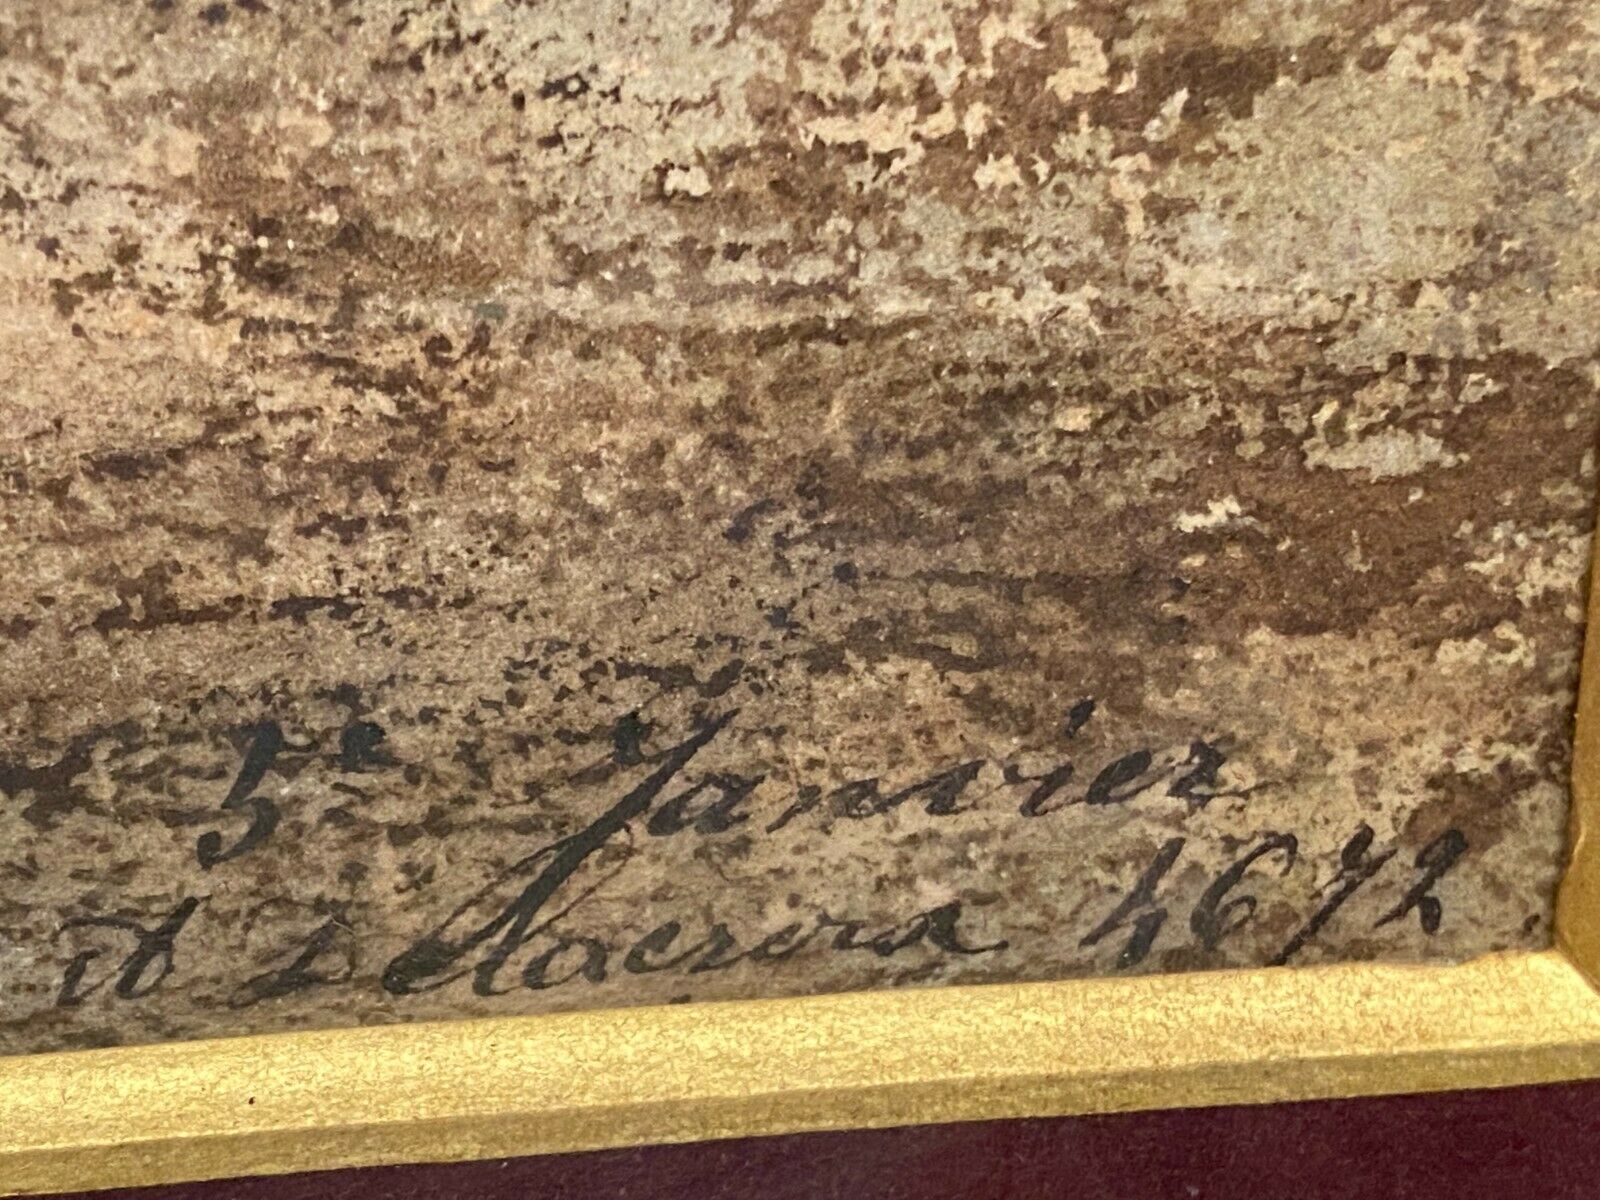 5 Janvier
A Delacroix 1672